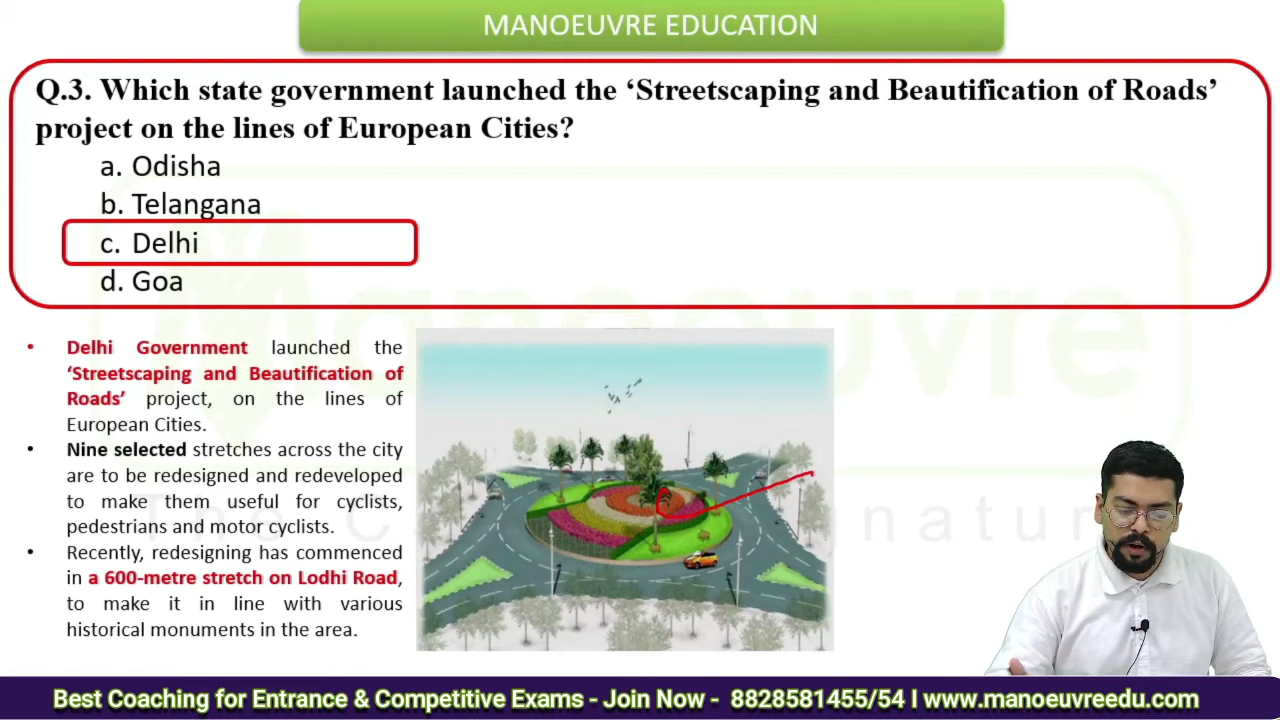 MANOEUVRE EDUCATION
Q.3. Which state government launched the ‘Streetscaping and Beautification of Roads’
project on the lines of European Cities?
a. Odisha
b. Telangana
c. Delhi
d. Goa
• Delhi Government launched the
‘Streetscaping and Beautification of
Roads’ project, on the lines of
European Cities.
• Nine selected stretches across the city
are to be redesigned and redeveloped
to make them useful for cyclists,
pedestrians and motor cyclists.
• Recently, redesigning has commenced
in a 600-metre stretch on Lodhi Road,
to make it in line with various
historical monuments in the area.
Best Coaching for Entrance & Competitive Exams - Join Now - 8828581455/54 I www.manoeuvreedu.com